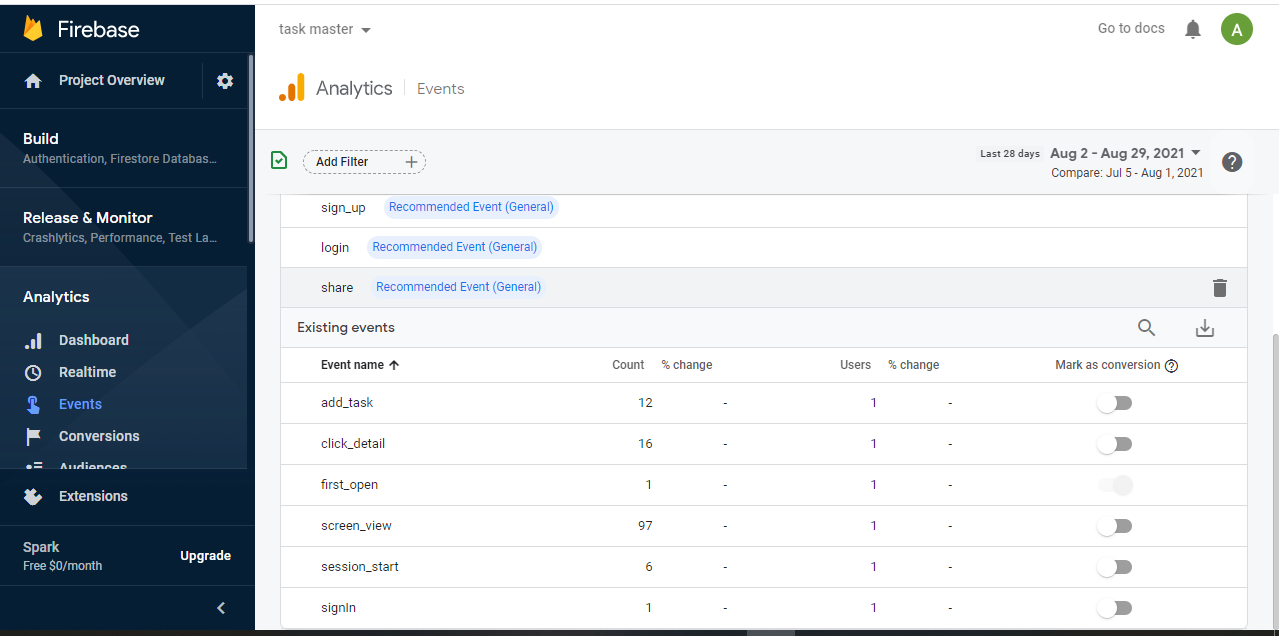 Firebase
Project Overview
Build
Authentication, Firestore Databas...
Release & Monitor
Crashlytics, Performance, Test La...
Analytics
Dashboard
Realtime
Events
Conversions
Audiences
Extensions
Spark
Free $0/month
Upgrade
task master
Go to docs
A
Analytics
Events
Add Filter
Last 28 days Aug 2 - Aug 29, 2021
Compare: Jul 5 - Aug 1, 2021
sign_up Recommended Event (General)
login Recommended Event (General)
share Recommended Event (General)
Existing events
Event name Count % change Users % change Mark as conversion
add_task 12 - 1 -
click_detail 16 - 1 -
first_open 1 - 1 -
screen_view 97 - 1 -
session_start 6 - 1 -
signIn 1 - 1 -